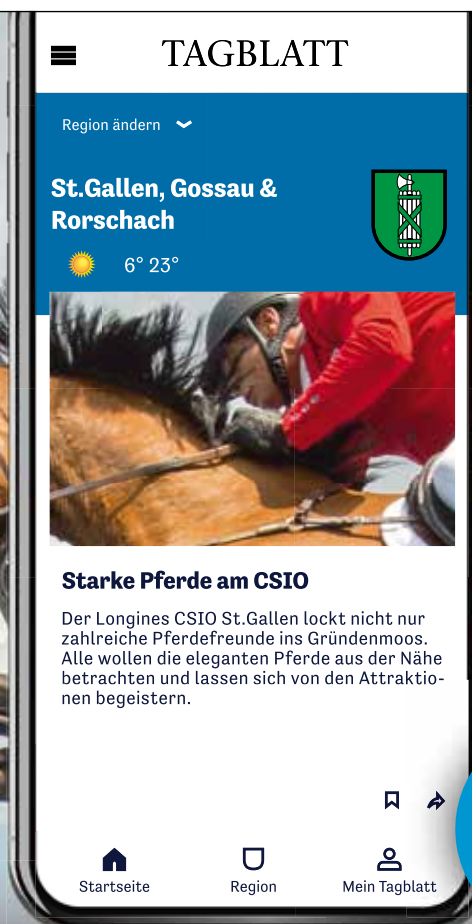 TAGBLATT
Region ändern
St.Gallen, Gossau &
Rorschach
6° 23°
Starke Pferde am CSIO
Der Longines CSIO St.Gallen lockt nicht nur
zahlreiche Pferdefreunde ins Gründenmoos.
Alle wollen die eleganten Pferde aus der Nähe
betrachten und lassen sich von den Attraktio-
nen begeistern.
Startseite
Region
Mein Tagblatt